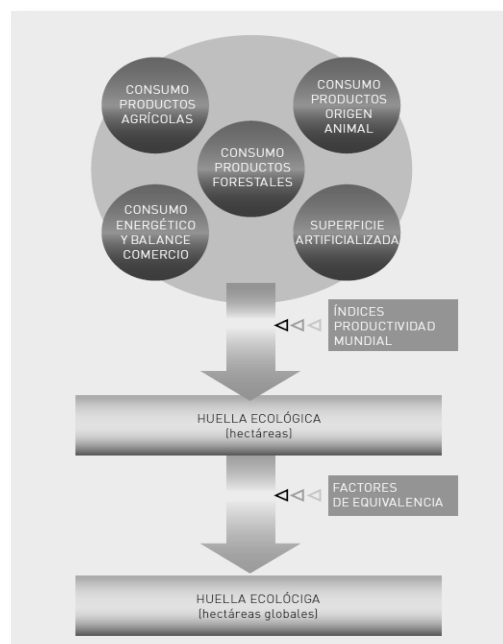 CONSUMO
PRODUCTOS
AGRÍCOLAS
CONSUMO
PRODUCTOS
ORIGEN
ANIMAL
CONSUMO
PRODUCTOS
FORESTALES
CONSUMO
ENERGÉTICO
Y BALANCE
COMERCIO
SUPERFICIE
ARTIFICIALIZADA
ÍNDICES
PRODUCTIVIDAD
MUNDIAL
HUELLA ECOLÓGICA
(hectáreas)
FACTORES
DE EQUIVALENCIA
HUELLA ECOLÓCIGA
(hectáreas globales)